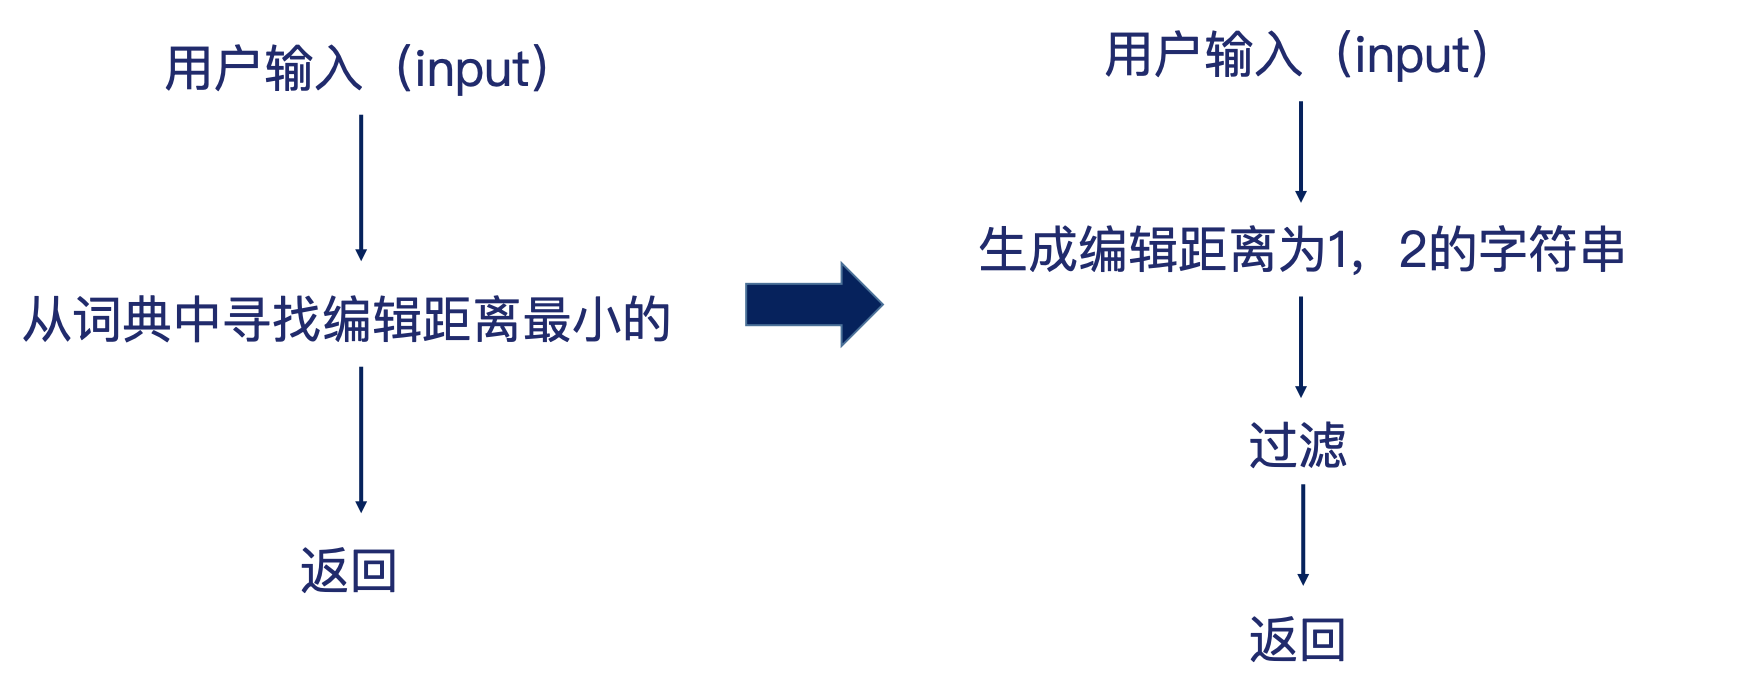 用户输入（input）
从词典中寻找编辑距离最小的
返回
用户输入（input）
生成编辑距离为1，2的字符串
过滤
返回